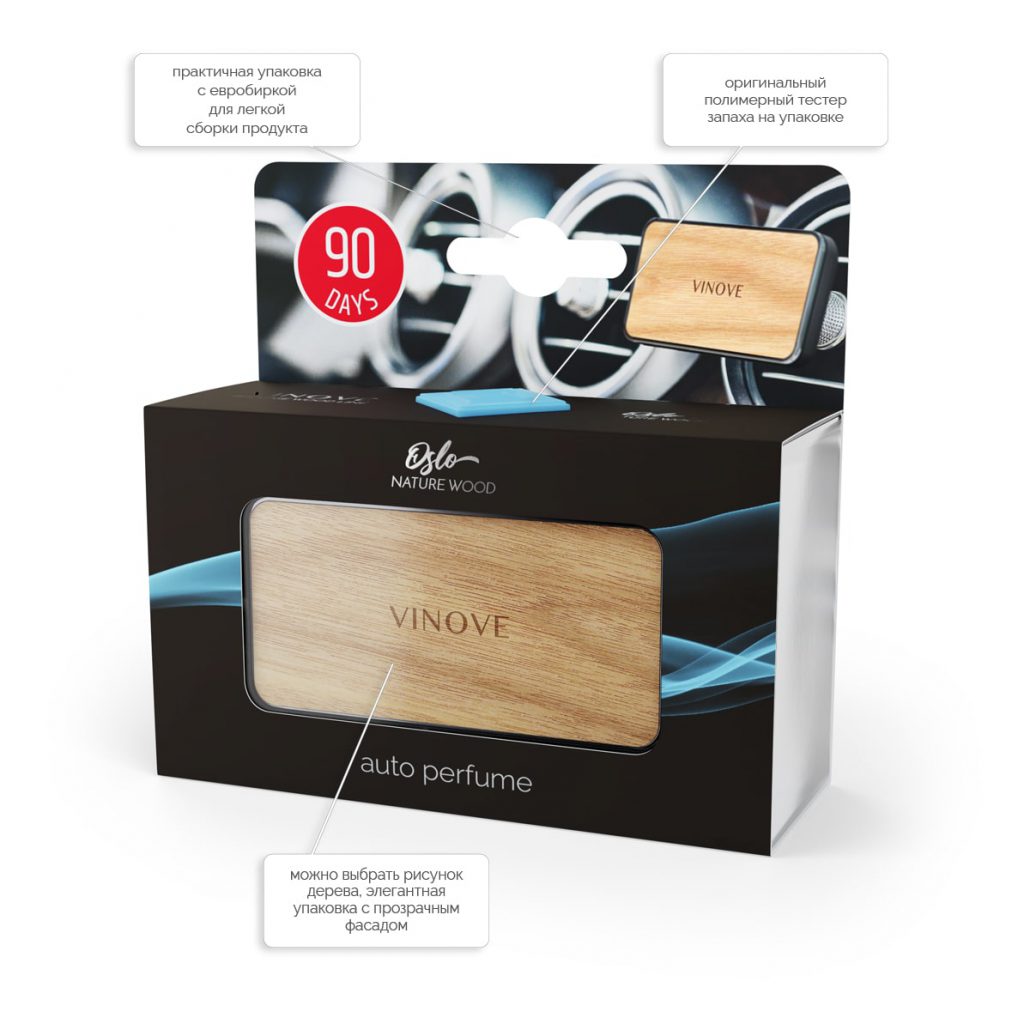 практичная упаковка
с евробиркой
для легкой
сборки продукта
оригинальный
полимерный тестер
запаха на упаковке
90
DAYS
VINOVE
Oslo
NATURE WOOD
VINOVE
auto perfume
можно выбрать рисунок
дерева, элегантная
упаковка с прозрачным
фасадом